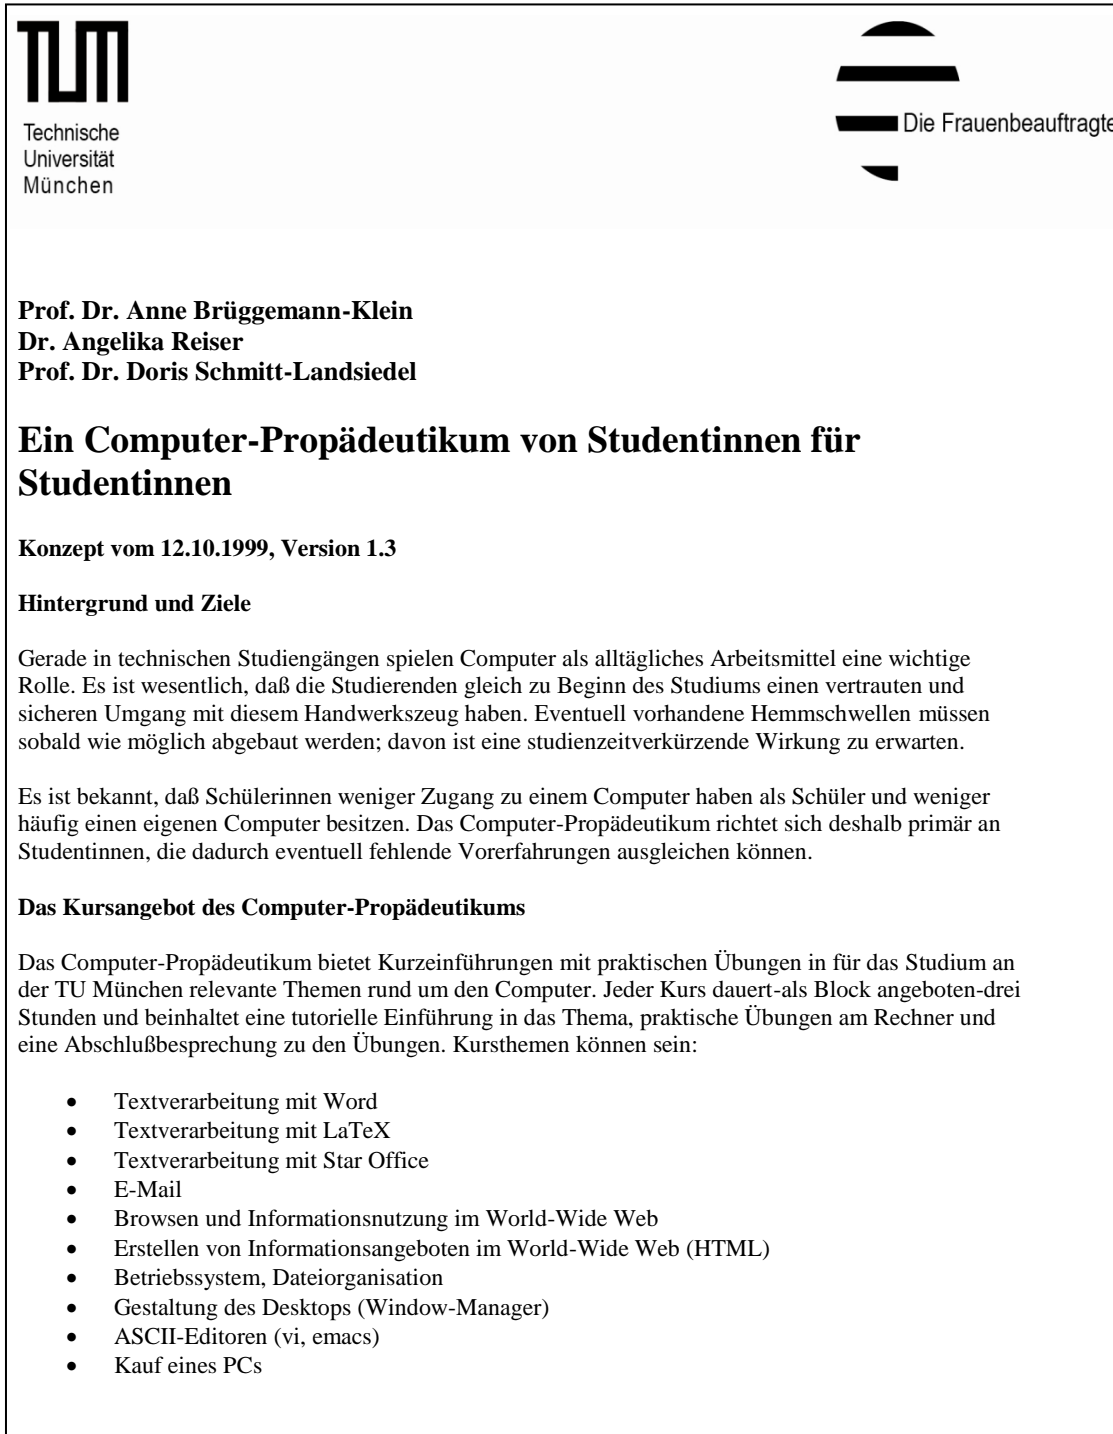 TUM
Technische
Universität
München
Die Frauenbeauftragte
Prof. Dr. Anne Brüggemann-Klein
Dr. Angelika Reiser
Prof. Dr. Doris Schmitt-Landsiedel
Ein Computer-Propädeutikum von Studentinnen für
Studentinnen
Konzept vom 12.10.1999, Version 1.3
Hintergrund und Ziele
Gerade in technischen Studiengängen spielen Computer als alltägliches Arbeitsmittel eine wichtige
Rolle. Es ist wesentlich, daß die Studierenden gleich zu Beginn des Studiums einen vertrauten und
sicheren Umgang mit diesem Handwerkszeug haben. Eventuell vorhandene Hemmschwellen müssen
sobald wie möglich abgebaut werden; davon ist eine studienzeitverkürzende Wirkung zu erwarten.
Es ist bekannt, daß Schülerinnen weniger Zugang zu einem Computer haben als Schüler und weniger
häufig einen eigenen Computer besitzen. Das Computer-Propädeutikum richtet sich deshalb primär an
Studentinnen, die dadurch eventuell fehlende Vorerfahrungen ausgleichen können.
Das Kursangebot des Computer-Propädeutikums
Das Computer-Propädeutikum bietet Kurzeinführungen mit praktischen Übungen in für das Studium an
der TU München relevante Themen rund um den Computer. Jeder Kurs dauert-als Block angeboten-drei
Stunden und beinhaltet eine tutorielle Einführung in das Thema, praktische Übungen am Rechner und
eine Abschlußbesprechung zu den Übungen. Kursthemen können sein:
• Textverarbeitung mit Word
• Textverarbeitung mit LaTeX
• Textverarbeitung mit Star Office
• E-Mail
• Browsen und Informationsnutzung im World-Wide Web
• Erstellen von Informationsangeboten im World-Wide Web (HTML)
• Betriebssystem, Dateiorganisation
• Gestaltung des Desktops (Window-Manager)
• ASCII-Editoren (vi, emacs)
• Kauf eines PCs